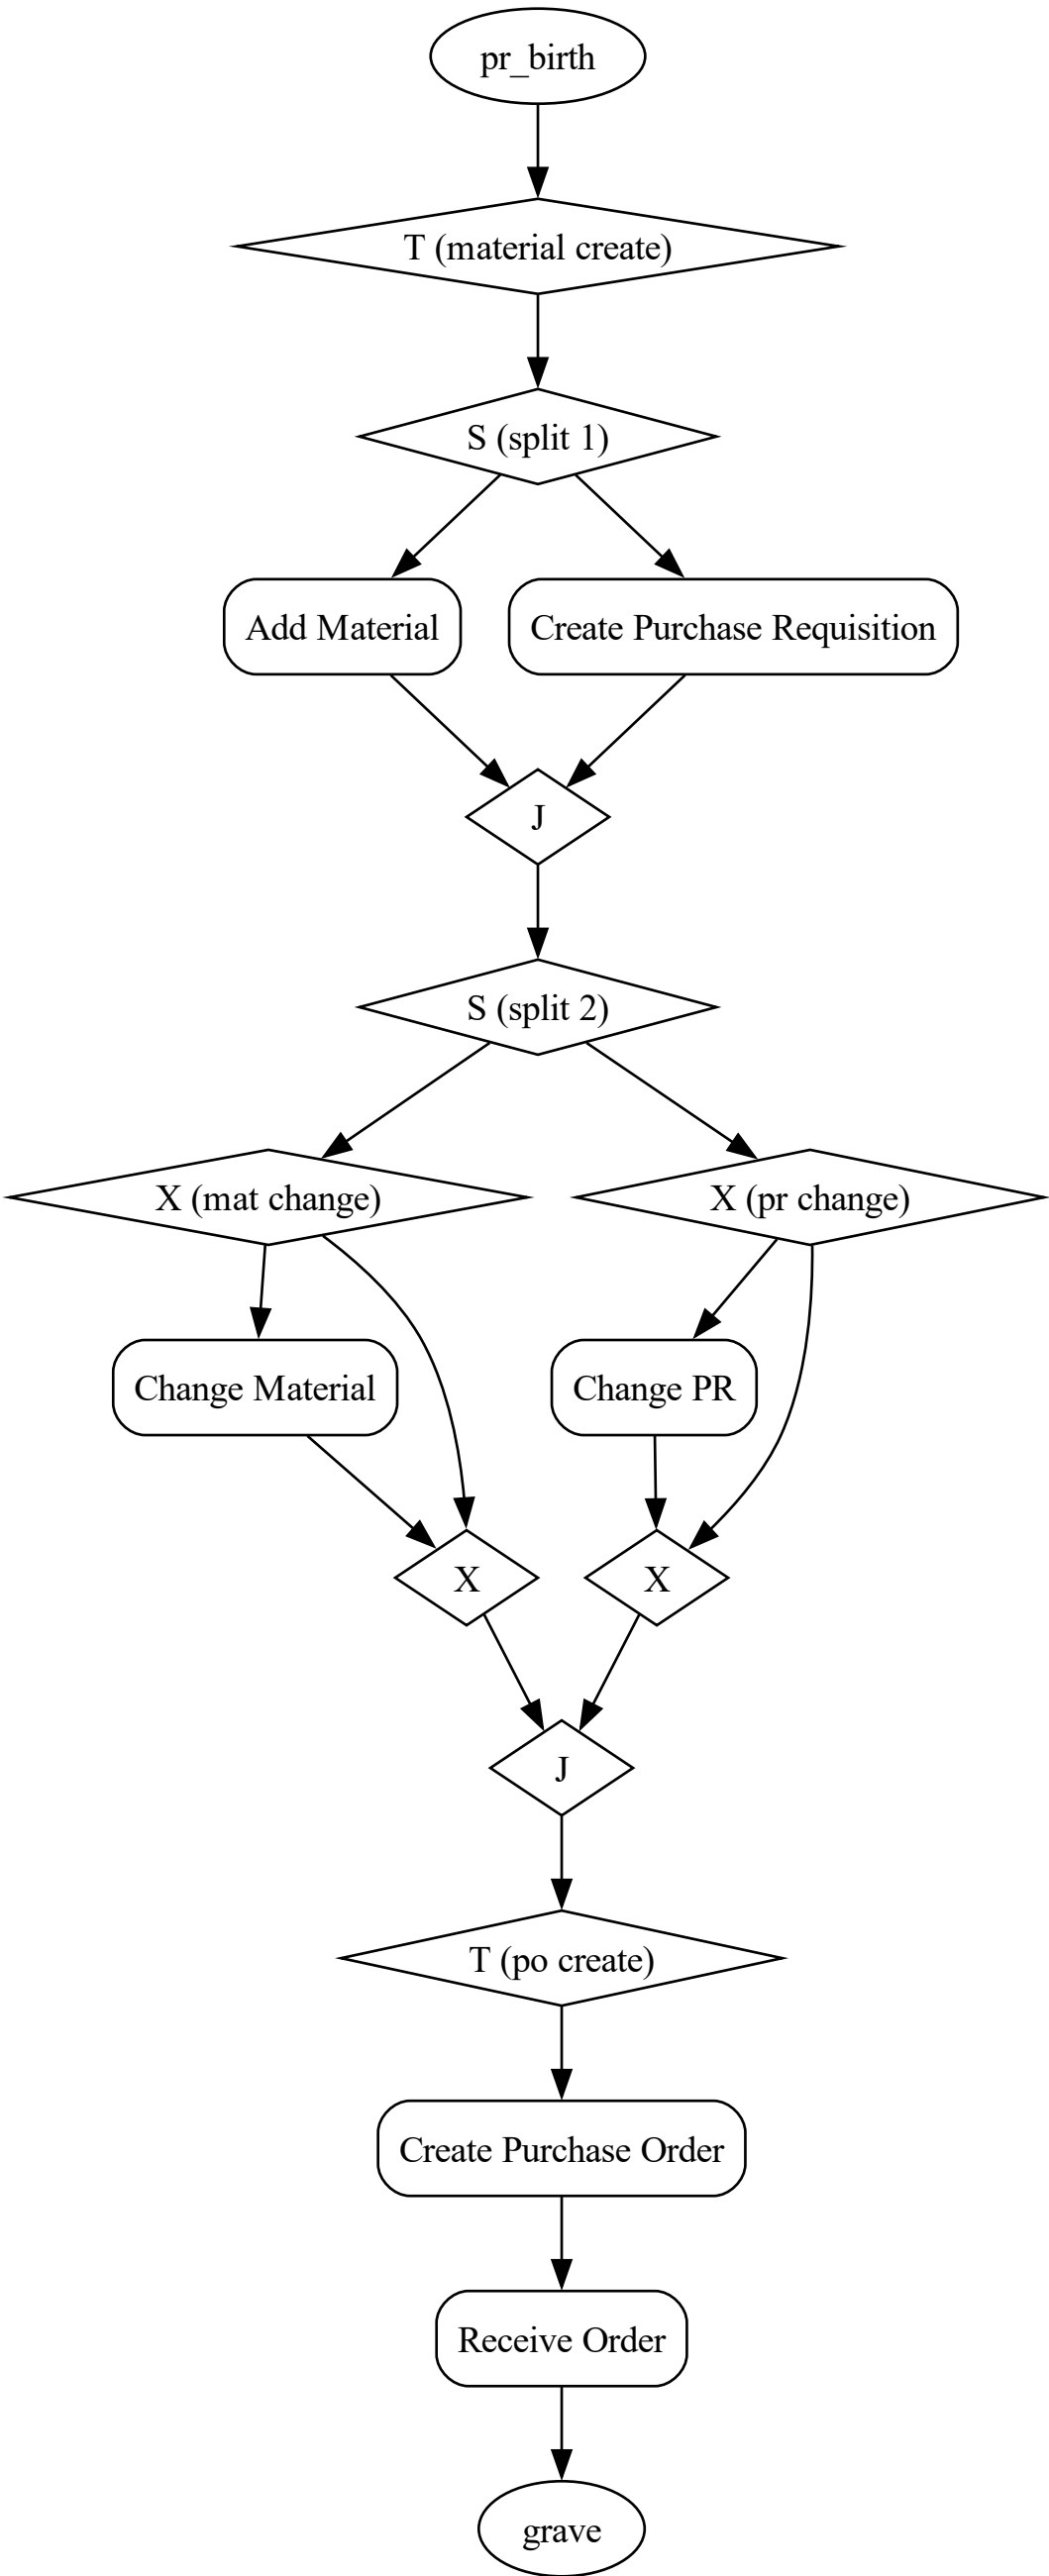 pr_birth
T (material create)
S (split 1)
Add Material
Create Purchase Requisition
J
S (split 2)
X (mat change)
X (pr change)
Change Material
Change PR
X
X
J
T (po create)
Create Purchase Order
Receive Order
grave